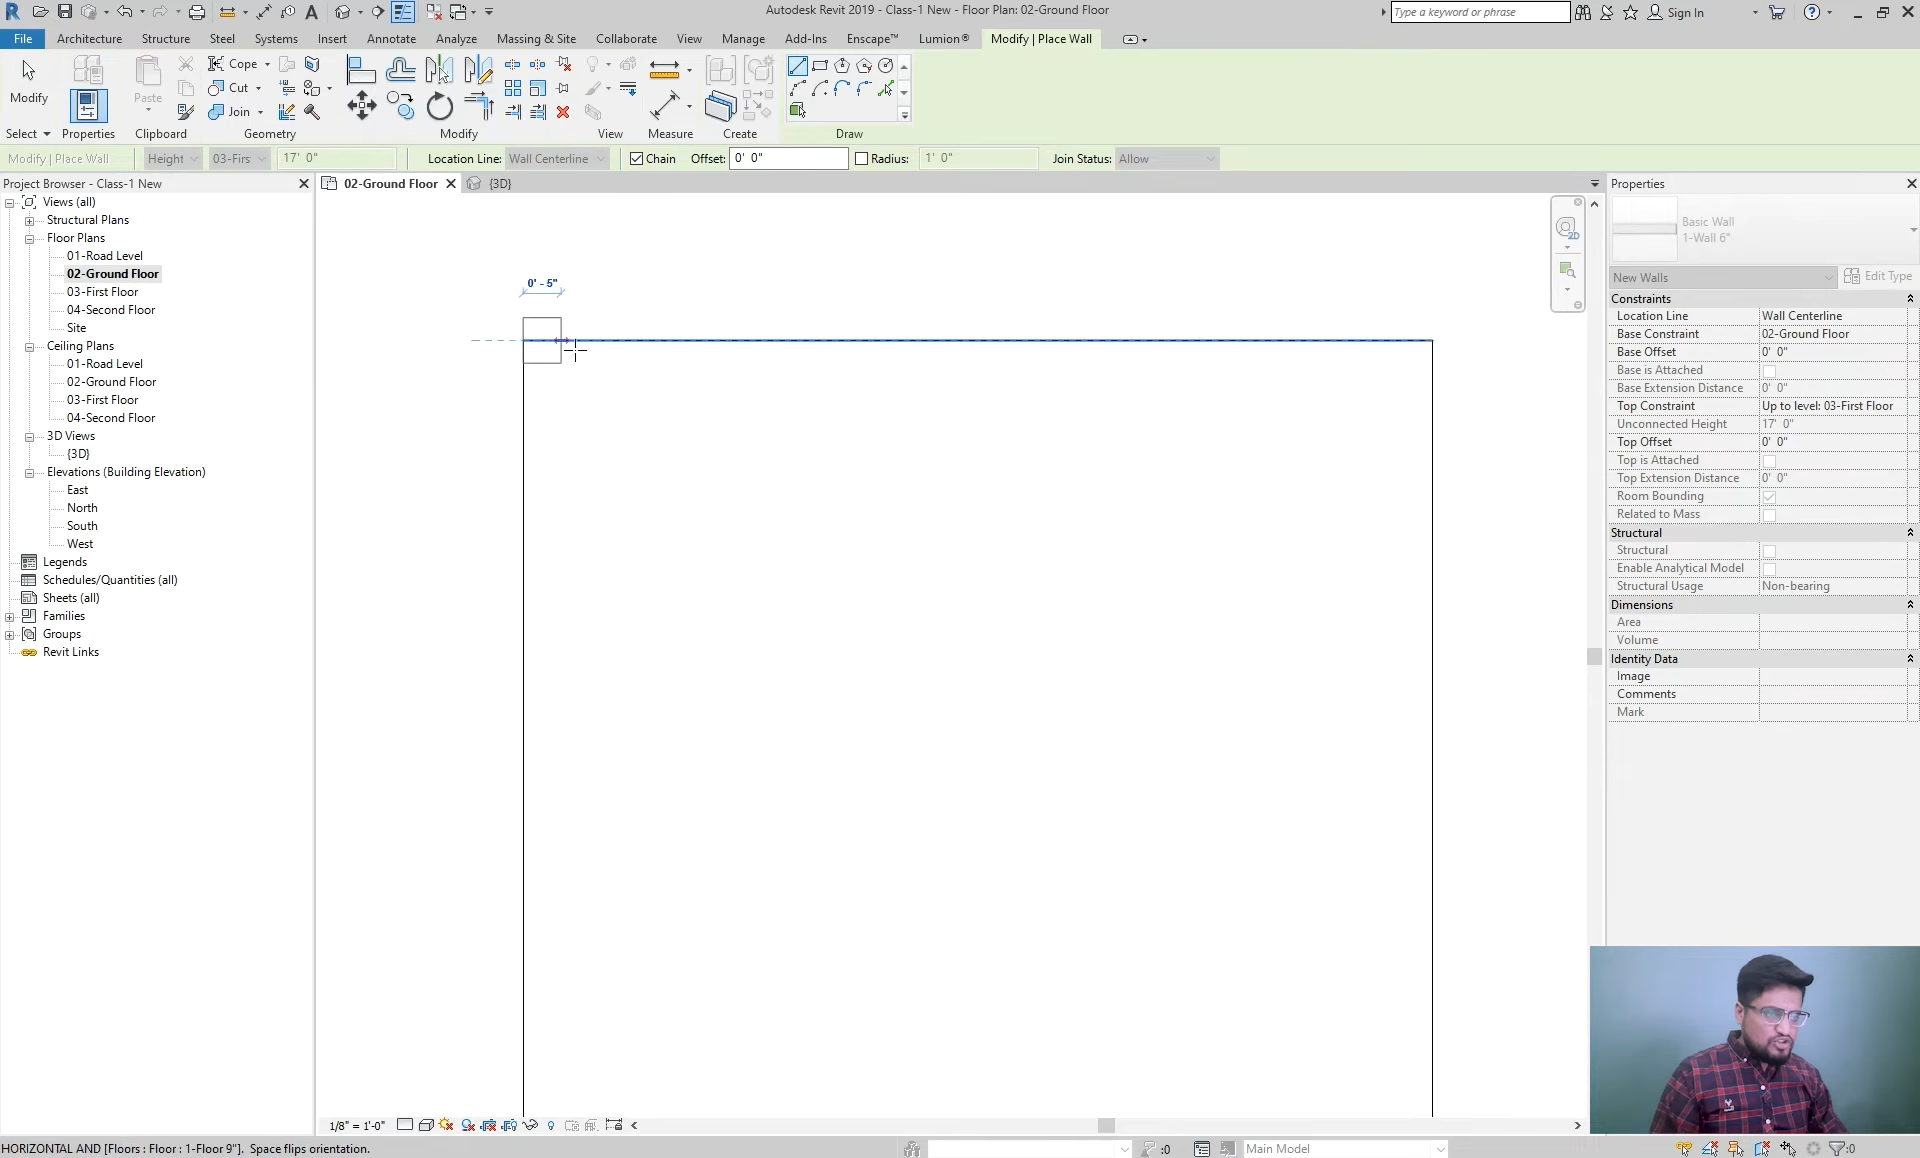 Autodesk Revit 2019 - Class-1 New - Floor Plan: 02-Ground Floor
Type a keyword or phrase
Sign In
File Architecture Structure Steel Systems Insert Annotate Analyze Massing & Site Collaborate View Manage Add-Ins Enscape™ Lumion® Modify | Place Wall
Modify
Paste
Cope
Cut
Join
Select Properties Clipboard Geometry Modify View Measure Create Draw
Modify | Place Wall Height 03-Firs 17' 0" Location Line: Wall Centerline Chain Offset: 0' 0" Radius: 1' 0" Join Status: Allow
Project Browser - Class-1 New
Views (all)
Structural Plans
Floor Plans
01-Road Level
02-Ground Floor
03-First Floor
04-Second Floor
Site
Ceiling Plans
01-Road Level
02-Ground Floor
03-First Floor
04-Second Floor
3D Views
{3D}
Elevations (Building Elevation)
East
North
South
West
Legends
Schedules/Quantities (all)
Sheets (all)
Families
Groups
Revit Links
02-Ground Floor {3D}
2D
0' - 5"
1/8" = 1'-0"
Properties
Basic Wall
1-Wall 6"
New Walls Edit Type
Constraints
Location Line Wall Centerline
Base Constraint 02-Ground Floor
Base Offset 0' 0"
Base is Attached
Base Extension Distance 0' 0"
Top Constraint Up to level: 03-First Floor
Unconnected Height 17' 0"
Top Offset 0' 0"
Top is Attached
Top Extension Distance 0' 0"
Room Bounding
Related to Mass
Structural
Structural
Enable Analytical Model
Structural Usage Non-bearing
Dimensions
Area
Volume
Identity Data
Image
Comments
Mark
HORIZONTAL AND [Floors : Floor : 1-Floor 9"]. Space flips orientation.
:0
Main Model
:0